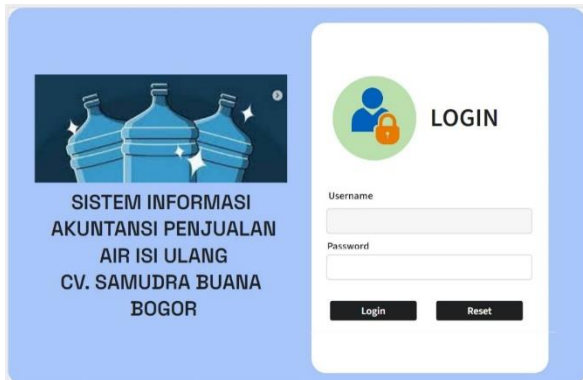 SISTEM INFORMASI
AKUNTANSI PENJUALAN
AIR ISI ULANG
CV. SAMUDRA BUANA
BOGOR
LOGIN
Username
Password
Login
Reset